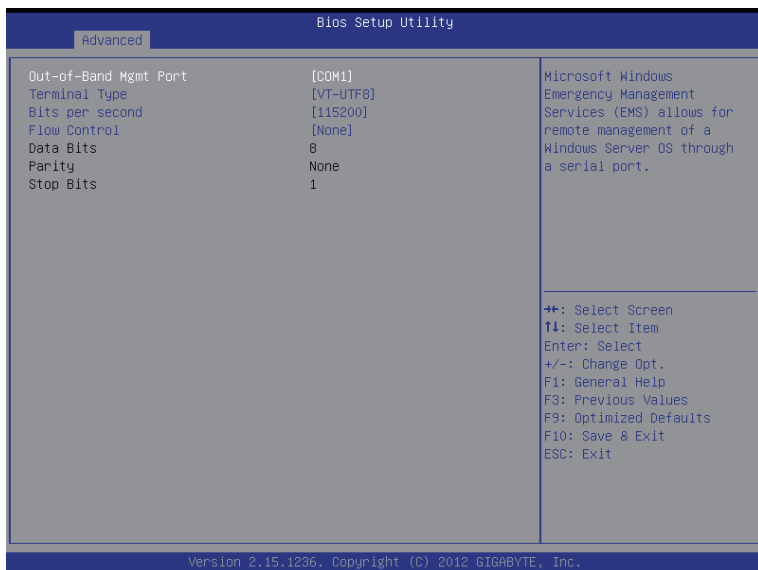 Bios Setup Utility
Advanced
Out-of-Band Mgmt Port [COM1]
Terminal Type [VT-UTF8]
Bits per second [115200]
Flow Control [None]
Data Bits 8
Parity None
Stop Bits 1
Microsoft Windows
Emergency Management
Services (EMS) allows for
remote management of a
Windows Server OS through
a serial port.
→←: Select Screen
↑↓: Select Item
Enter: Select
+/-: Change Opt.
F1: General Help
F3: Previous Values
F9: Optimized Defaults
F10: Save & Exit
ESC: Exit
Version 2.15.1236. Copyright (C) 2012 GIGABYTE, Inc.